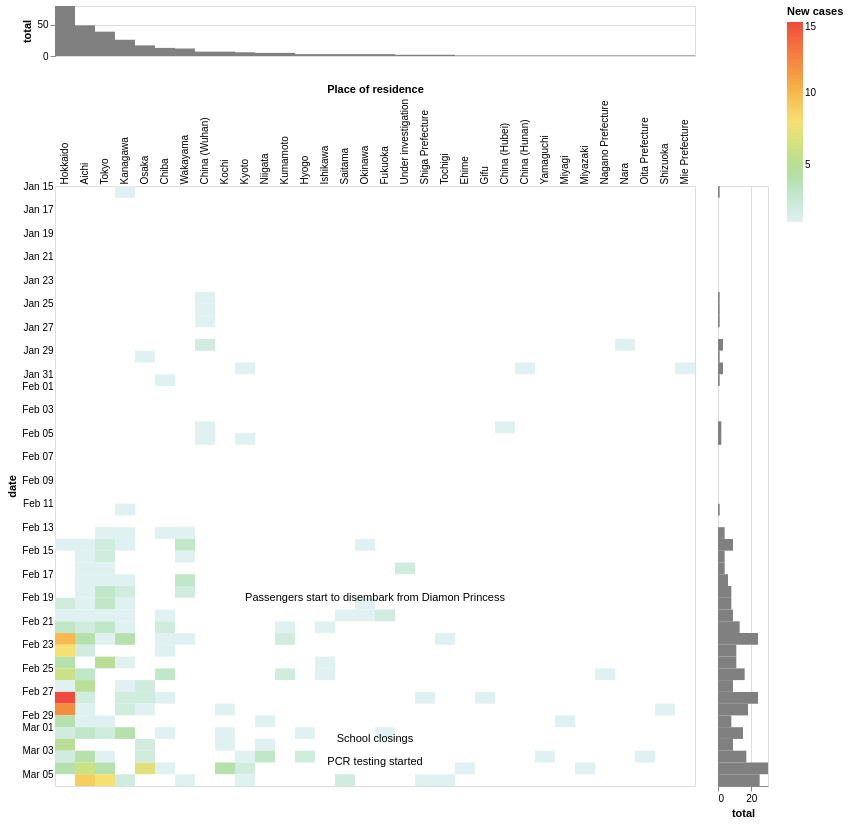 total
50
0
New cases
15
10
5
Place of residence
Hokkaido
Aichi
Tokyo
Kanagawa
Osaka
Chiba
Wakayama
China (Wuhan)
Kochi
Kyoto
Niigata
Kumamoto
Hyogo
Ishikawa
Saitama
Okinawa
Fukuoka
Under investigation
Shiga Prefecture
Tochigi
Ehime
Gifu
China (Hubei)
China (Hunan)
Yamaguchi
Miyagi
Miyazaki
Nagano Prefecture
Nara
Oita Prefecture
Shizuoka
Mie Prefecture
date
Jan 15
Jan 17
Jan 19
Jan 21
Jan 23
Jan 25
Jan 27
Jan 29
Jan 31
Feb 01
Feb 03
Feb 05
Feb 07
Feb 09
Feb 11
Feb 13
Feb 15
Feb 17
Feb 19
Feb 21
Feb 23
Feb 25
Feb 27
Feb 29
Mar 01
Mar 03
Mar 05
Passengers start to disembark from Diamon Princess
School closings
PCR testing started
0
20
total